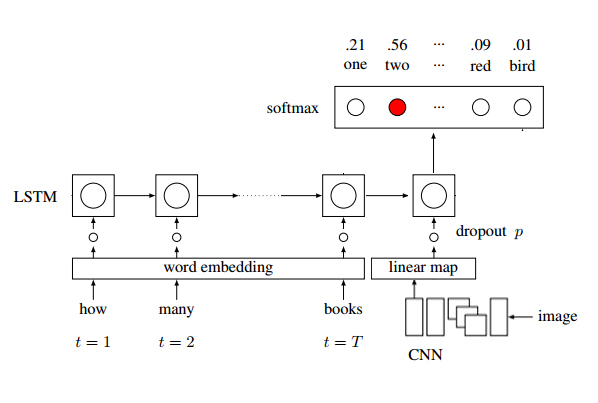 .21 .56 ... .09 .01
one two ... red bird
softmax ...
LSTM
dropout p
word embedding linear map
how many books image
t = 1 t = 2 t = T
CNN